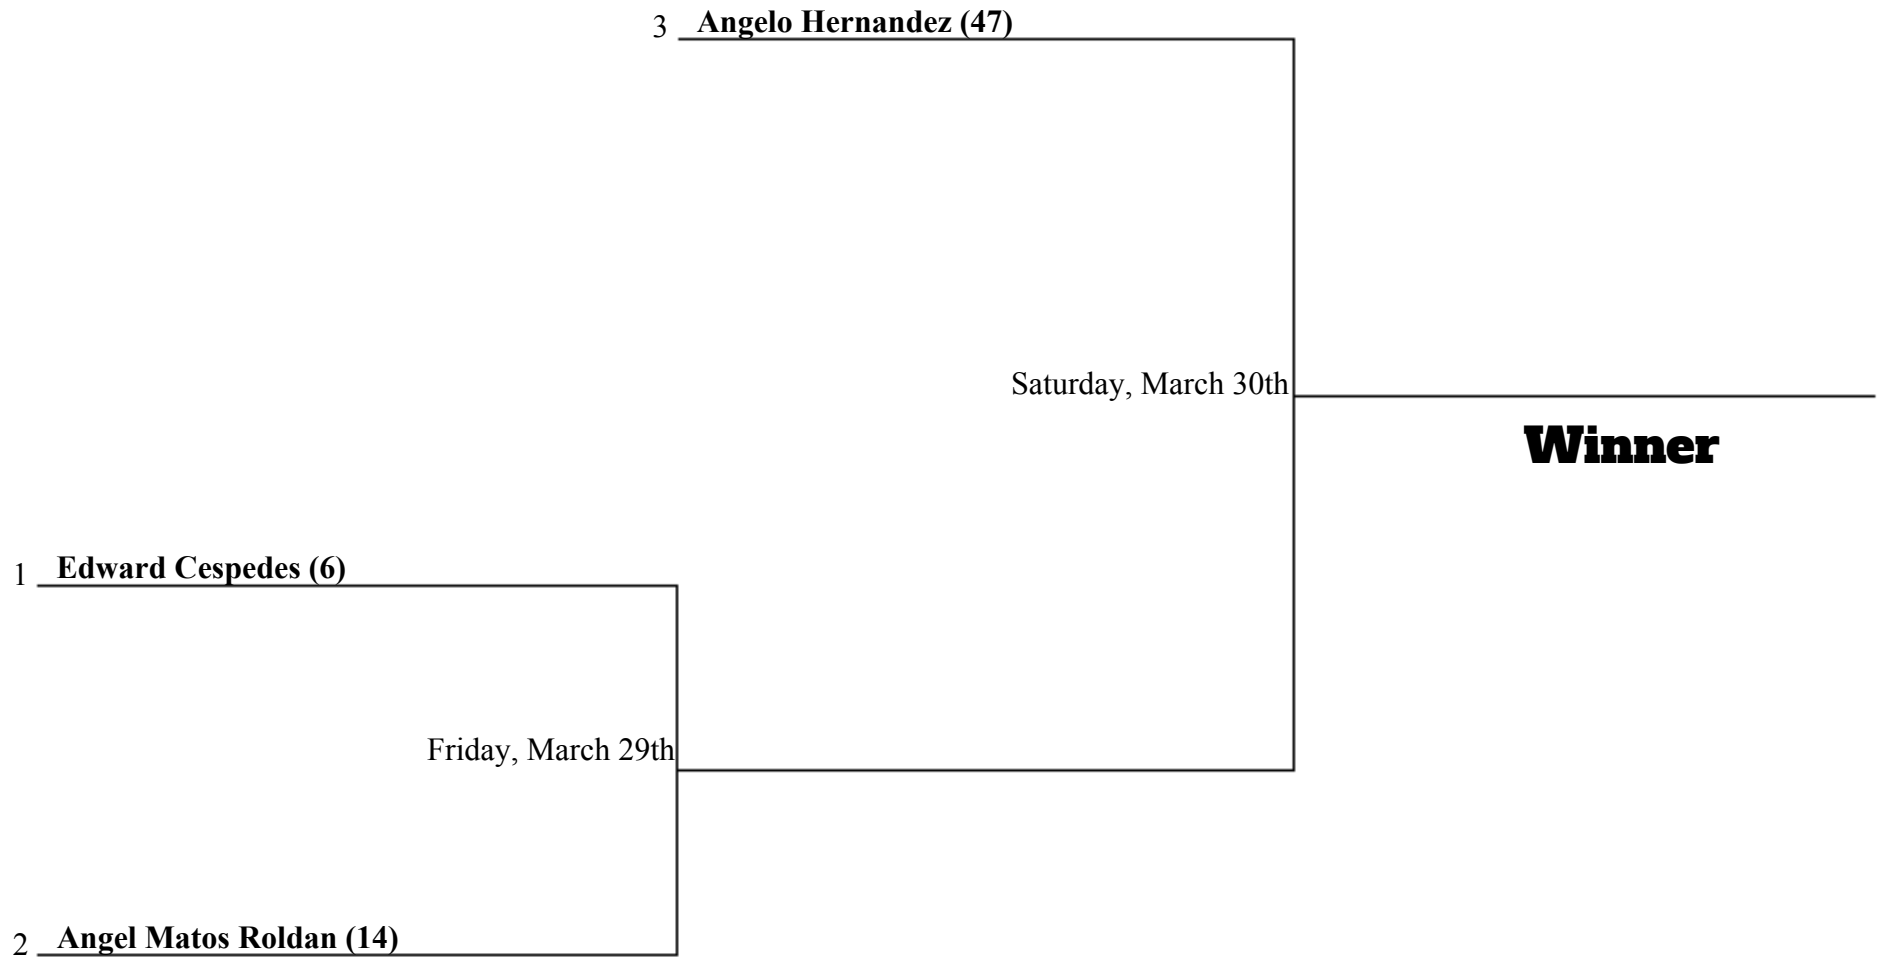 3 Angelo Hernandez (47)
Saturday, March 30th
Winner
1 Edward Cespedes (6)
Friday, March 29th
2 Angel Matos Roldan (14)